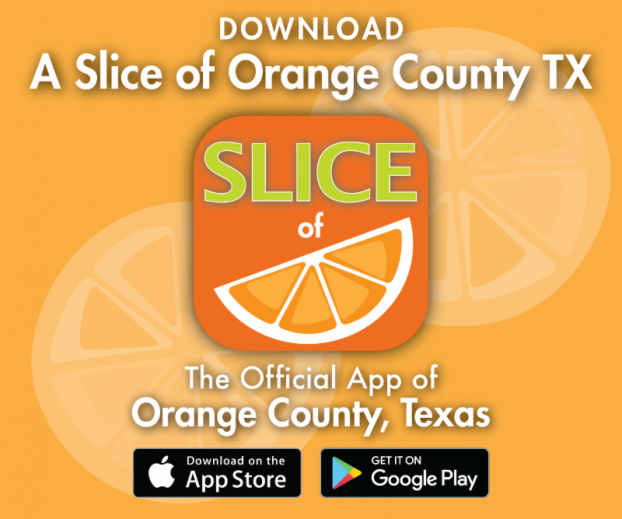 DOWNLOAD
A Slice of Orange County TX
SLICE
of
The Official App of
Orange County, Texas
Download on the
App Store
GET IT ON
Google Play